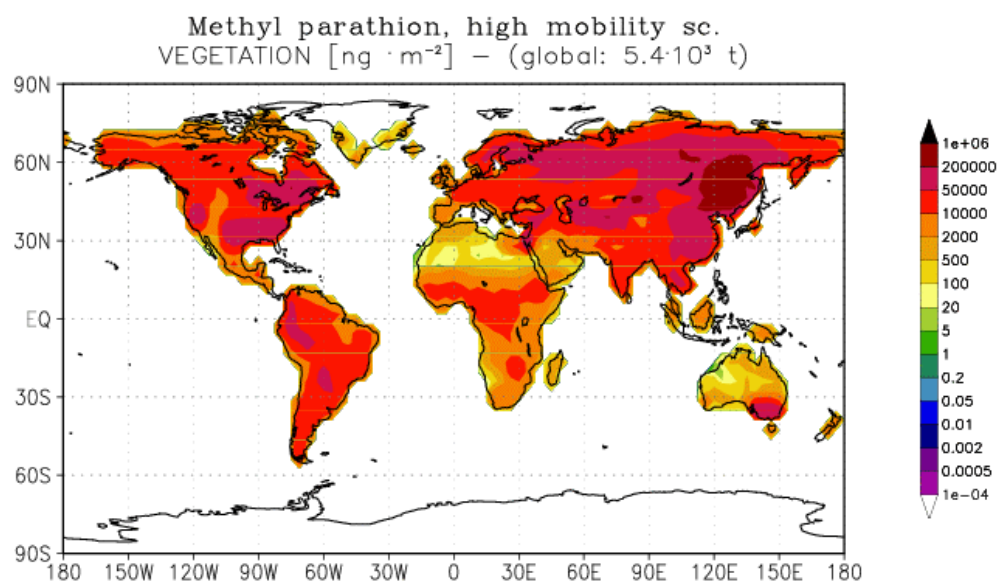 Methyl parathion, high mobility sc.
VEGETATION [ng · m⁻²] – (global: 5.4·10³ t)
90N
60N
30N
EQ
30S
60S
90S
180 150W 120W 90W 60W 30W 0 30E 60E 90E 120E 150E 180
1e+06
200000
50000
10000
2000
500
100
20
5
1
0.2
0.05
0.01
0.002
0.0005
1e−04